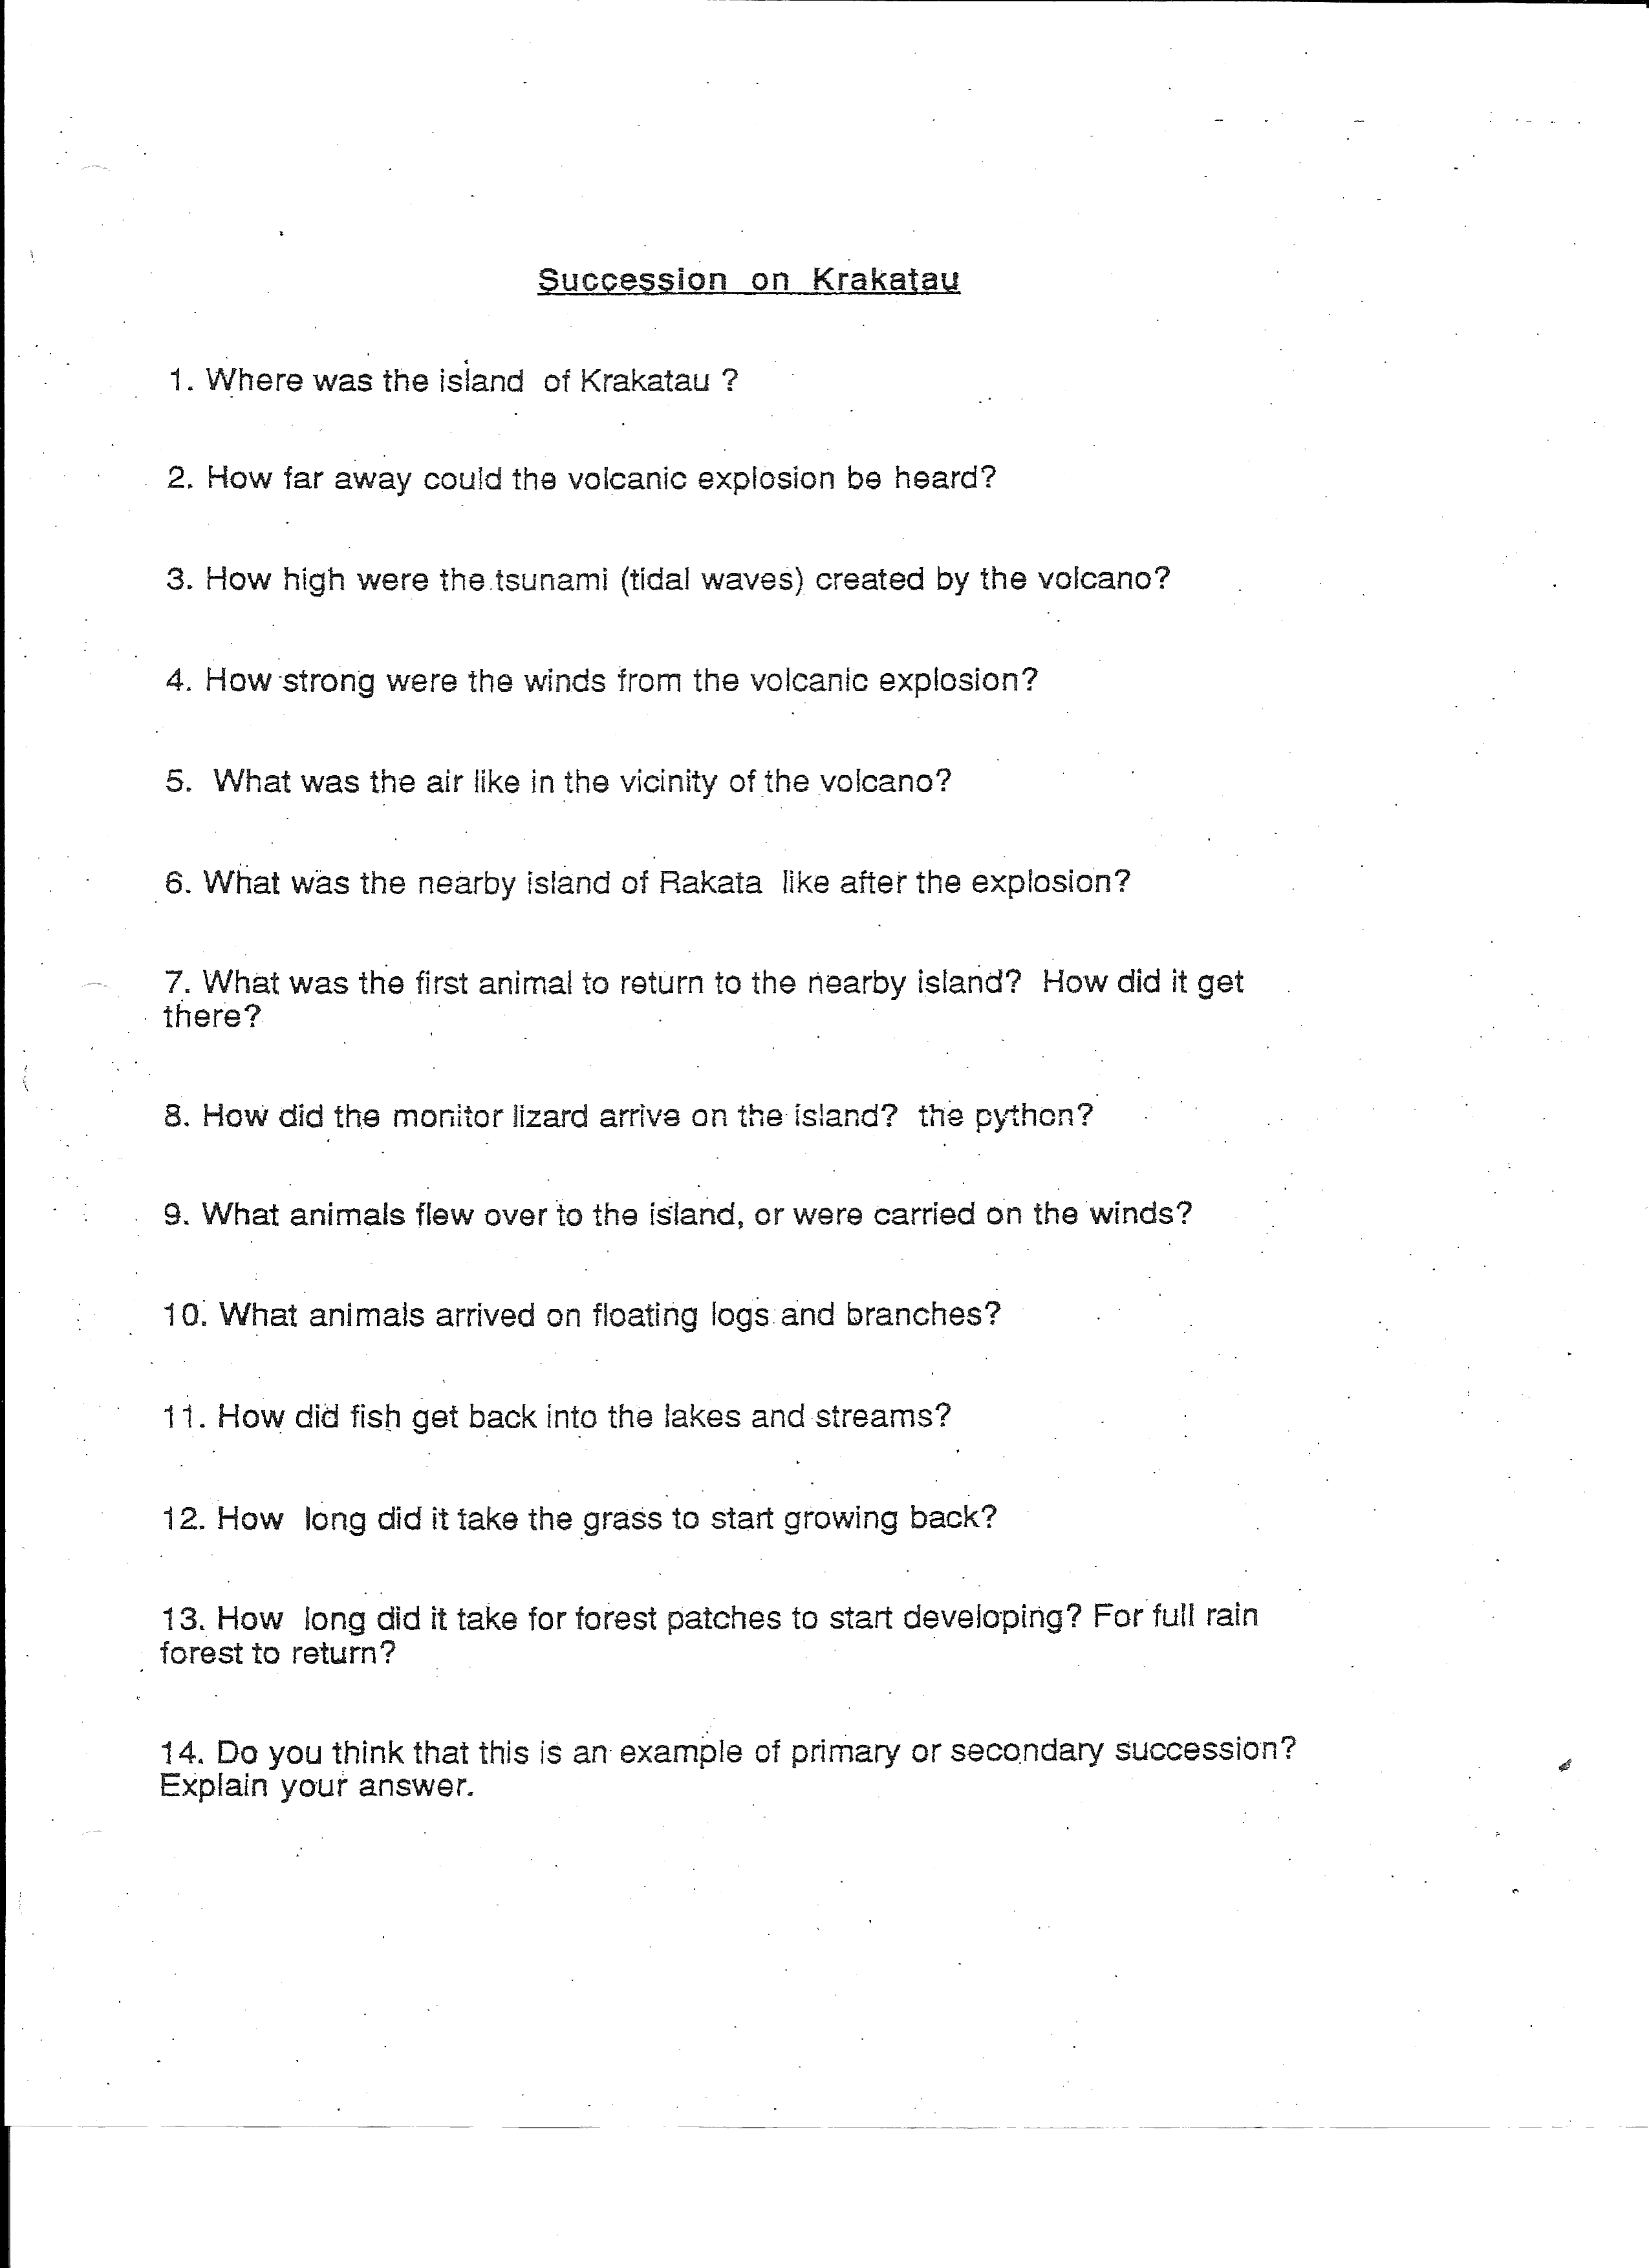 Succession on Krakatau
1. Where was the island of Krakatau ?
2. How far away could the volcanic explosion be heard?
3. How high were the tsunami (tidal waves) created by the volcano?
4. How strong were the winds from the volcanic explosion?
5. What was the air like in the vicinity of the volcano?
6. What was the nearby island of Rakata like after the explosion?
7. What was the first animal to return to the nearby island? How did it get
there?
8. How did the monitor lizard arrive on the island? the python?
9. What animals flew over to the island, or were carried on the winds?
10. What animals arrived on floating logs and branches?
11. How did fish get back into the lakes and streams?
12. How long did it take the grass to start growing back?
13. How long did it take for forest patches to start developing? For full rain
forest to return?
14. Do you think that this is an example of primary or secondary succession?
Explain your answer.